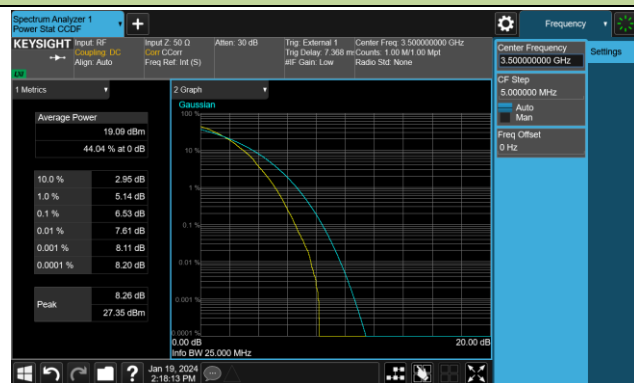 Spectrum Analyzer 1
Power Stat CCDF
Frequency
KEYSIGHT
Input: RF
Coupling: DC
Align: Auto
Input Z: 50 Ω
Corr CCorr
Freq Ref: Int (S)
Atten: 30 dB
Trig: External 1
Trig Delay: 7.368 m
#IF Gain: Low
Center Freq: 3.500000000 GHz
Counts: 1.00 M/1.00 Mpt
Radio Std: None
LXI
Center Frequency
3.500000000 GHz
Settings
CF Step
5.000000 MHz
Auto
Man
Freq Offset
0 Hz
1 Metrics
Average Power
19.09 dBm
44.04 % at 0 dB
10.0 % 2.95 dB
1.0 % 5.14 dB
0.1 % 6.53 dB
0.01 % 7.61 dB
0.001 % 8.11 dB
0.0001 % 8.20 dB
Peak
8.26 dB
27.35 dBm
2 Graph
Gaussian
100 %
10 %
1 %
0.1 %
0.01 %
0.001 %
0.0001 %
0.00 dB
20.00 dB
Info BW 25.000 MHz
Jan 19, 2024
2:18:13 PM